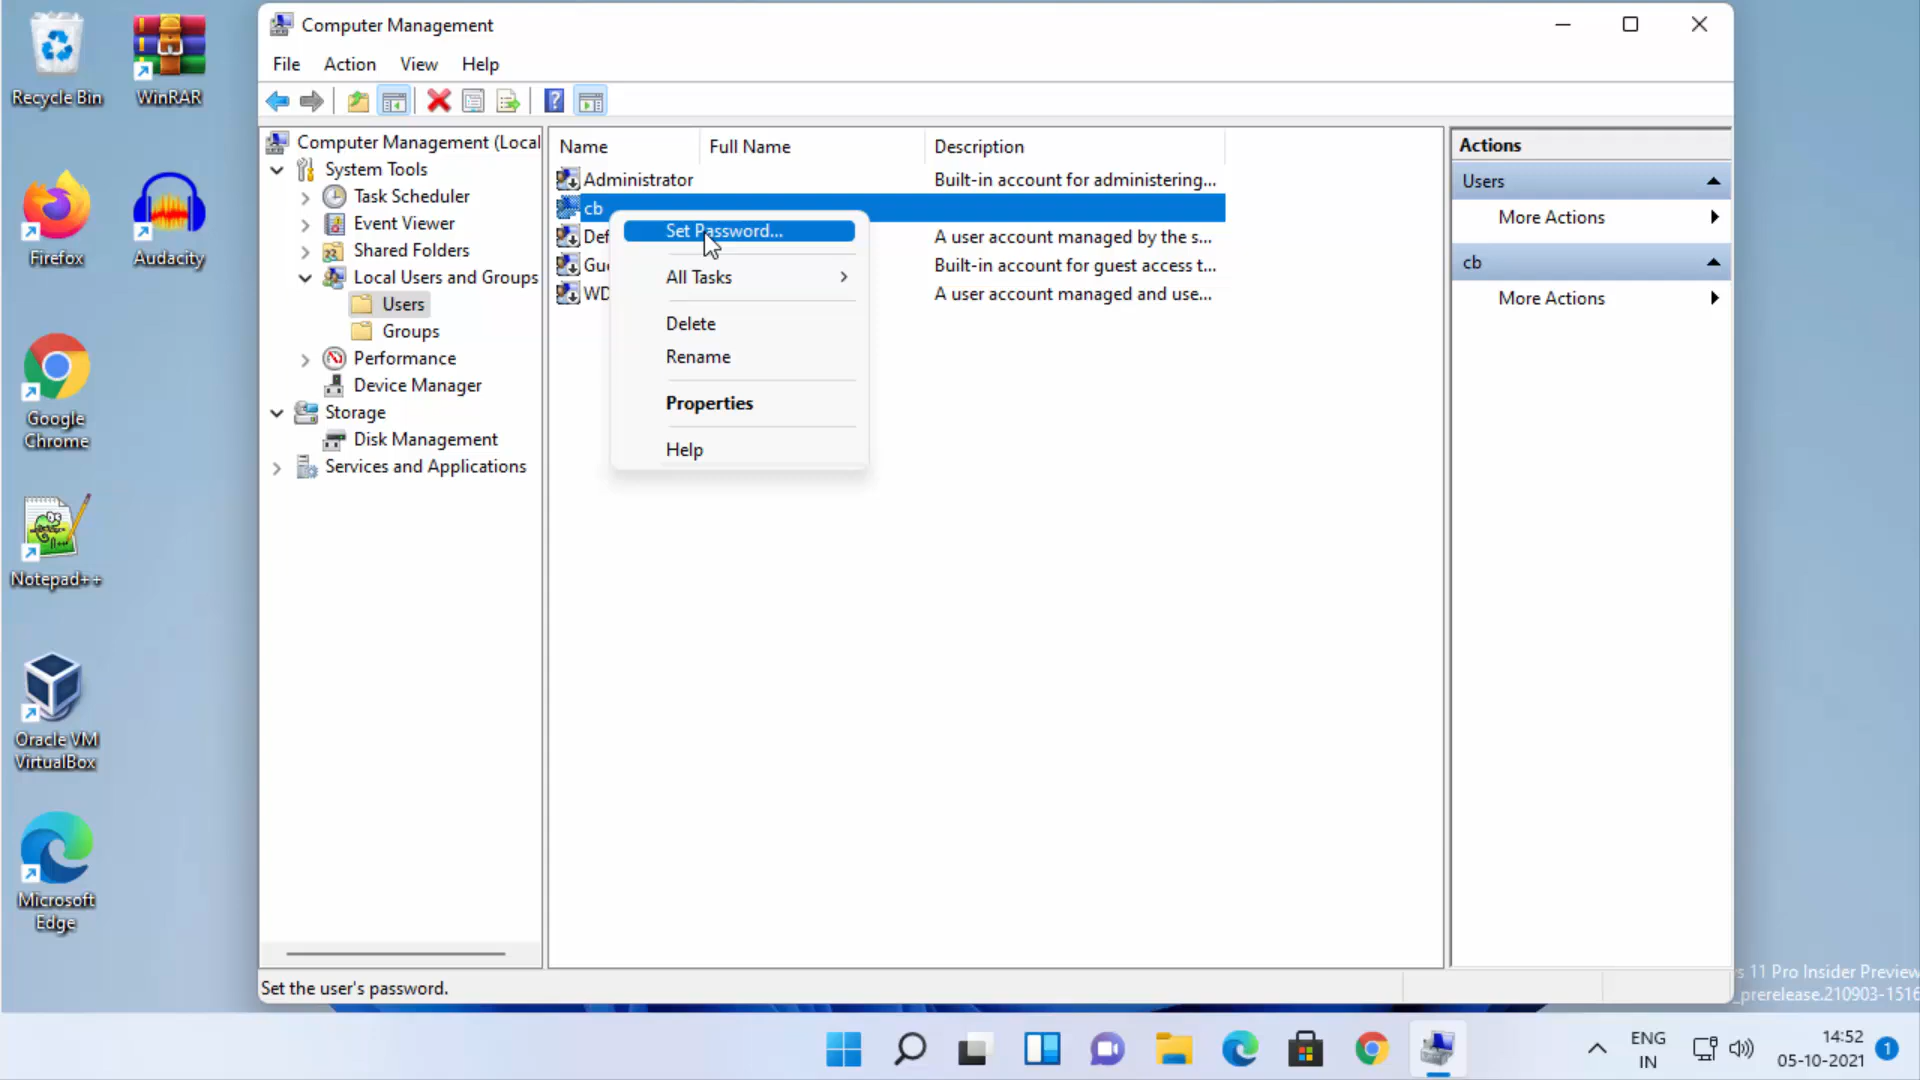 Recycle Bin
WinRAR
Firefox
Audacity
Google
Chrome
Notepad++
Oracle VM
VirtualBox
Microsoft
Edge
Computer Management
File Action View Help
Computer Management (Local
System Tools
Task Scheduler
Event Viewer
Shared Folders
Local Users and Groups
Users
Groups
Performance
Device Manager
Storage
Disk Management
Services and Applications
Name Full Name Description
Administrator Built-in account for administering...
cb
Def A user account managed by the s...
Gue Built-in account for guest access t...
WD A user account managed and use...
Set Password...
All Tasks
Delete
Rename
Properties
Help
Actions
Users
More Actions
cb
More Actions
Set the user's password.
s 11 Pro Insider Preview
_prerelease.210903-1516
ENG
IN
14:52
05-10-2021
1